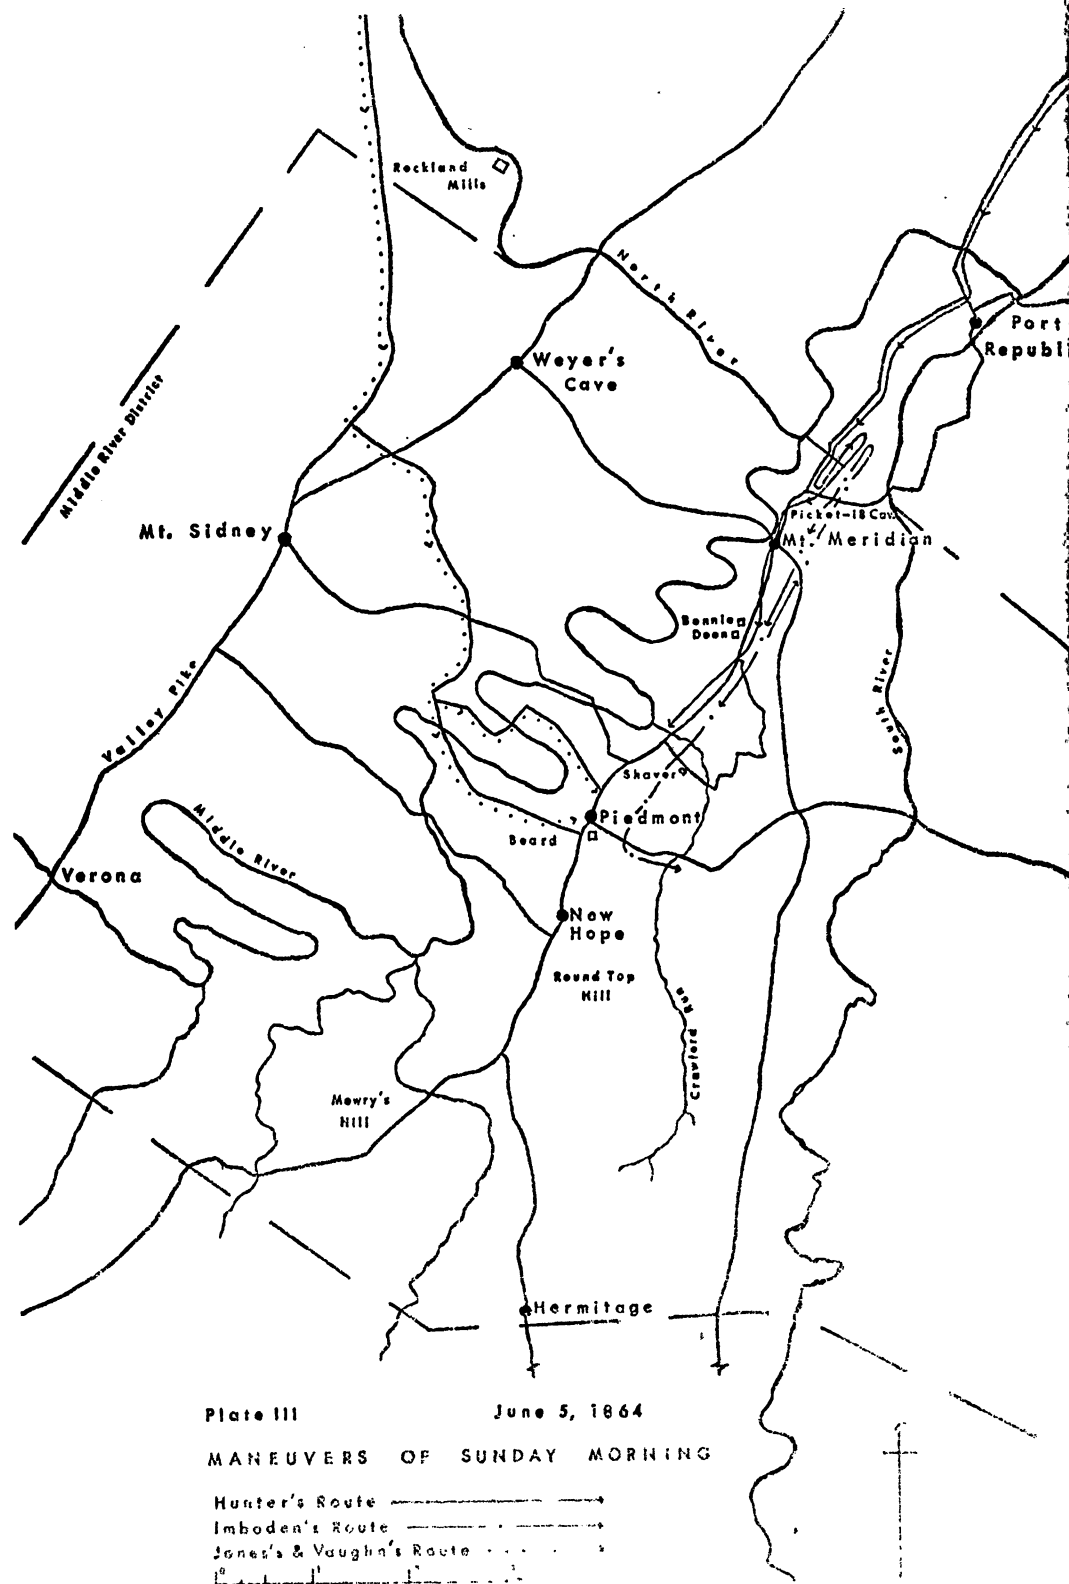 Rockland
Mills
North River
Port
Republi
Weyer's
Cave
Middle River District
Mt. Sidney
Picket-18 Cav.
Mt. Meridian
Bonnie
Doon
Valley Pike
South River
Shaver
Piedmont
Beard
Middle River
Verona
New
Hope
Round Top
Hill
Crawford Run
Mowry's
Hill
Hermitage
Plate III June 5, 1864
MANEUVERS OF SUNDAY MORNING
Hunter's Route
Imboden's Route
Jones's & Vaughn's Route
0 1